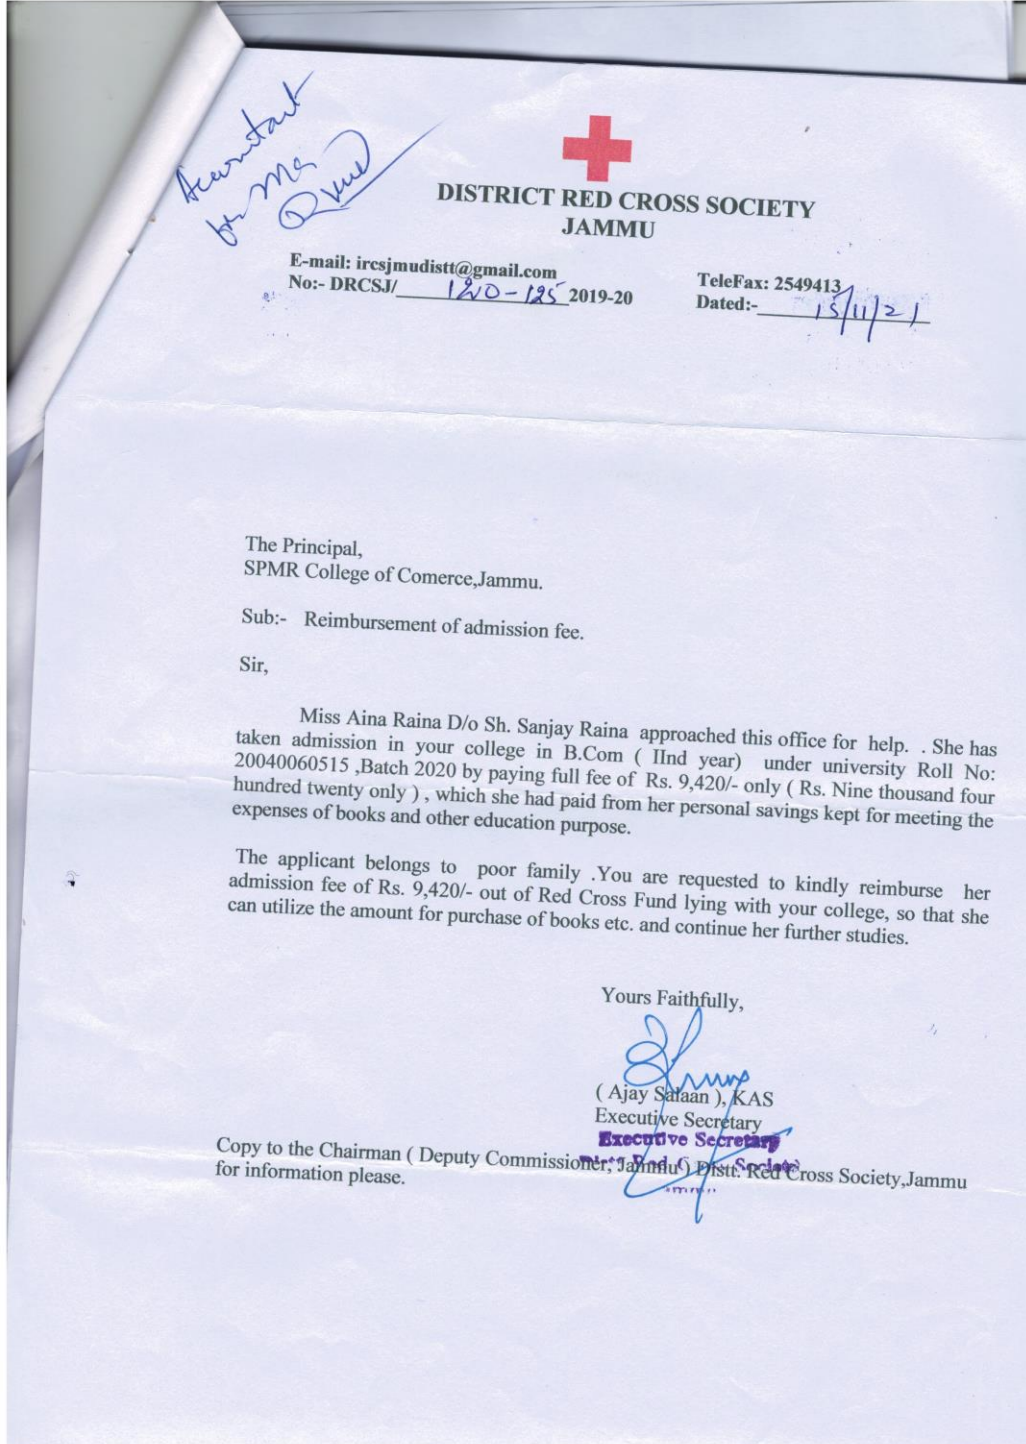 Accountant
DISTRICT RED CROSS SOCIETY
JAMMU
E-mail: ircsjmudistt@gmail.com
TeleFax: 2549413
No:- DRCSJ/ 120-125 2019-20
Dated:- 15/11/21
The Principal,
SPMR College of Comerce,Jammu.
Sub:- Reimbursement of admission fee.
Sir,
Miss Aina Raina D/o Sh. Sanjay Raina approached this office for help. . She has
taken admission in your college in B.Com ( IInd year) under university Roll No:
20040060515 ,Batch 2020 by paying full fee of Rs. 9,420/- only ( Rs. Nine thousand four
hundred twenty only ) , which she had paid from her personal savings kept for meeting the
expenses of books and other education purpose.
The applicant belongs to poor family .You are requested to kindly reimburse her
admission fee of Rs. 9,420/- out of Red Cross Fund lying with your college, so that she
can utilize the amount for purchase of books etc. and continue her further studies.
Yours Faithfully,
( Ajay Salaan ), KAS
Executive Secretary
Executive Secretary
Copy to the Chairman ( Deputy Commissioner, Jammu ) Distt. Red Cross Society,Jammu
for information please.